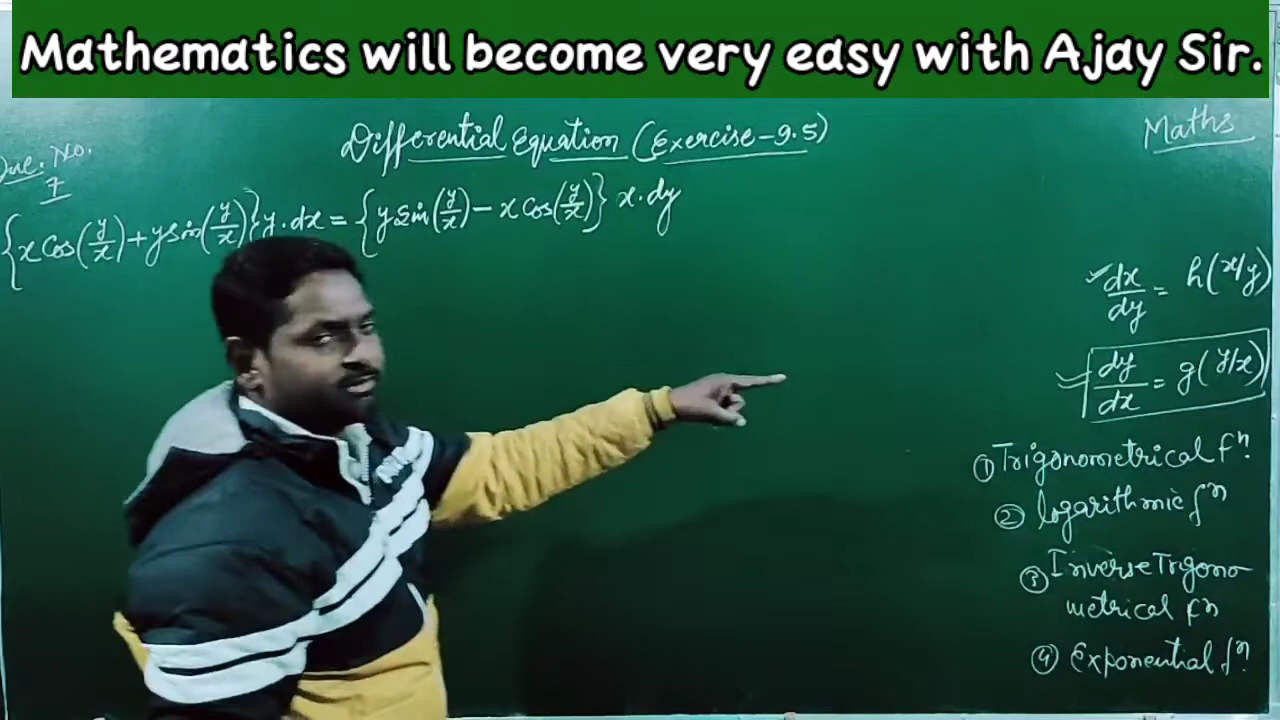 Mathematics will become very easy with Ajay Sir.
Differential Equation (Exercise-9.5)
Maths
Que. No.
7
{x cos(y/x)+y sin(y/x)}y.dx = {y sin(y/x) - x cos(y/x)} x.dy
dx/dy = h(x/y)
dy/dx = g(y/x)
① Trigonometrical fⁿ.
② logarithmic fⁿ
③ Inverse Trigono
metrical fn
④ Exponential fⁿ.